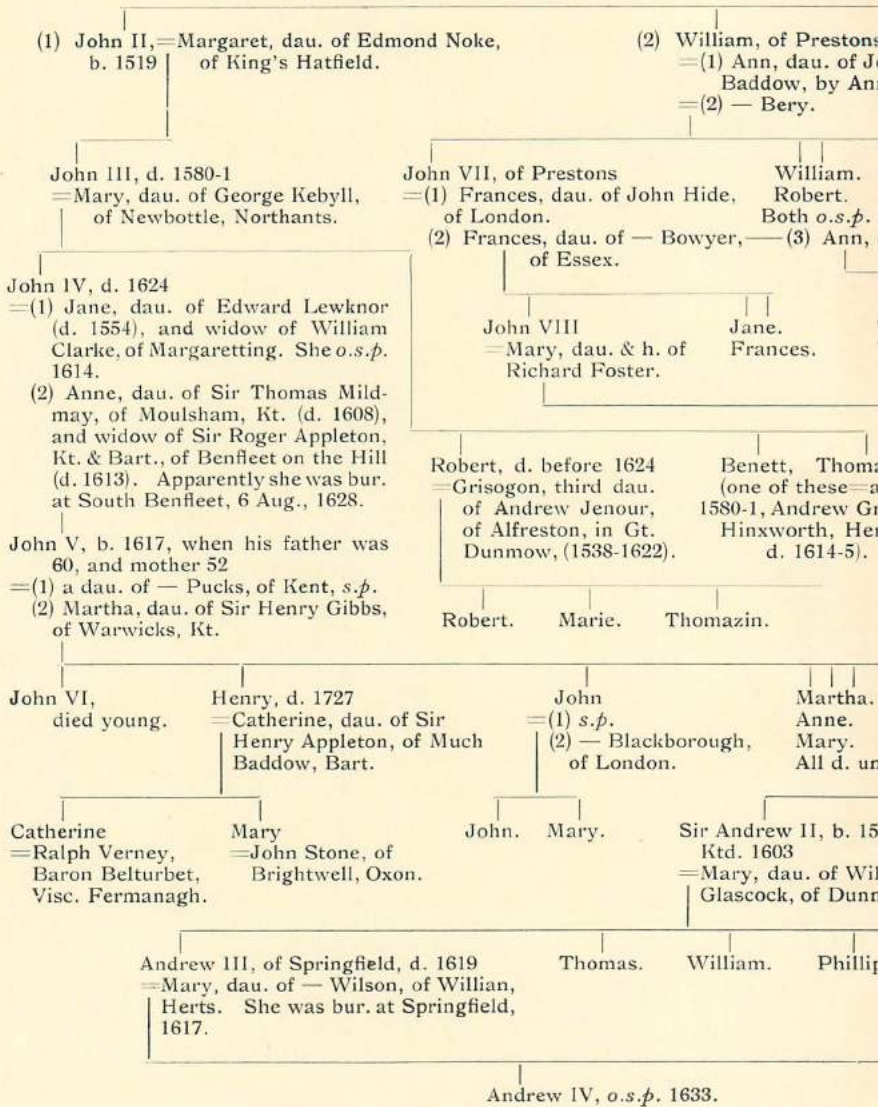 (1) John II,=Margaret, dau. of Edmond Noke,
b. 1519 of King's Hatfield.
(2) William, of Prestons
=(1) Ann, dau. of
Baddow, by
=(2) — Bery.
John III, d. 1580-1
=Mary, dau. of George Kebyll,
of Newbottle, Northants.
John VII, of Prestons
=(1) Frances, dau. of John Hide,
of London.
(2) Frances, dau. of — Bowyer,— (3) Ann,
of Essex.
William.
Robert.
Both o.s.p.
John IV, d. 1624
=(1) Jane, dau. of Edward Lewknor
(d. 1554), and widow of William
Clarke, of Margaretting. She o.s.p.
1614.
(2) Anne, dau. of Sir Thomas Mild-
may, of Moulsham, Kt. (d. 1608),
and widow of Sir Roger Appleton,
Kt. & Bart., of Benfleet on the Hill
(d. 1613). Apparently she was bur.
at South Benfleet, 6 Aug., 1628.
John VIII
=Mary, dau. & h. of
Richard Foster.
Jane.
Frances.
Robert, d. before 1624
=Grisogon, third dau.
of Andrew Jenour,
of Alfreston, in Gt.
Dunmow, (1538-1622).
Benett, Thoma
(one of these=a
1580-1, Andrew Gr
Hinxworth, Her
d. 1614-5).
John V, b. 1617, when his father was
60, and mother 52
=(1) a dau. of — Pucks, of Kent, s.p.
(2) Martha, dau. of Sir Henry Gibbs,
of Warwicks, Kt.
Robert. Marie. Thomazin.
John VI,
died young.
Henry, d. 1727
=Catherine, dau. of Sir
Henry Appleton, of Much
Baddow, Bart.
John
=(1) s.p.
(2) — Blackborough,
of London.
Martha.
Anne.
Mary.
All d. un
Catherine
=Ralph Verney,
Baron Belturbet,
Visc. Fermanagh.
Mary
=John Stone, of
Brightwell, Oxon.
John. Mary.
Sir Andrew II, b. 15
Ktd. 1603
=Mary, dau. of Wil
Glascock, of Dunn
Andrew III, of Springfield, d. 1619
=Mary, dau. of — Wilson, of Willian,
Herts. She was bur. at Springfield,
1617.
Thomas. William. Phillip
Andrew IV, o.s.p. 1633.